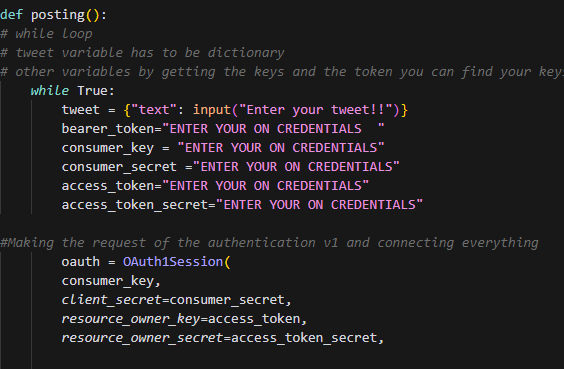 def posting():
# while loop
# tweet variable has to be dictionary
# other variables by getting the keys and the token you can find your key
while True:
tweet = {"text": input("Enter your tweet!!")}
bearer_token="ENTER YOUR ON CREDENTIALS  "
consumer_key = "ENTER YOUR ON CREDENTIALS"
consumer_secret ="ENTER YOUR ON CREDENTIALS"
access_token="ENTER YOUR ON CREDENTIALS"
access_token_secret="ENTER YOUR ON CREDENTIALS"
#Making the request of the authentication v1 and connecting everything
oauth = OAuth1Session(
consumer_key,
client_secret=consumer_secret,
resource_owner_key=access_token,
resource_owner_secret=access_token_secret,